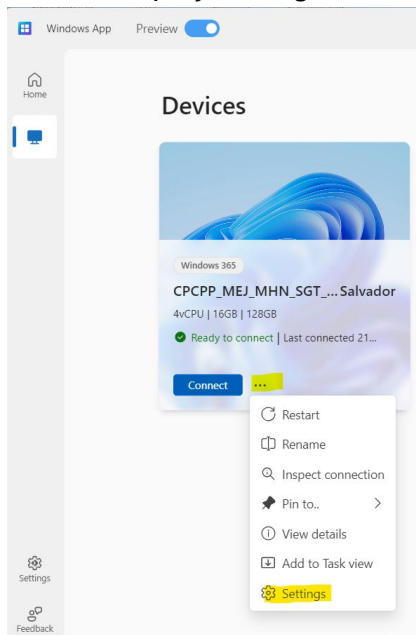 Windows App Preview
Home
Devices
Windows 365
CPCPP_MEJ_MHN_SGT_... Salvador
4vCPU | 16GB | 128GB
Ready to connect | Last connected 21...
Connect ...
Restart
Rename
Inspect connection
Pin to.. >
View details
Add to Task view
Settings
Settings
Feedback